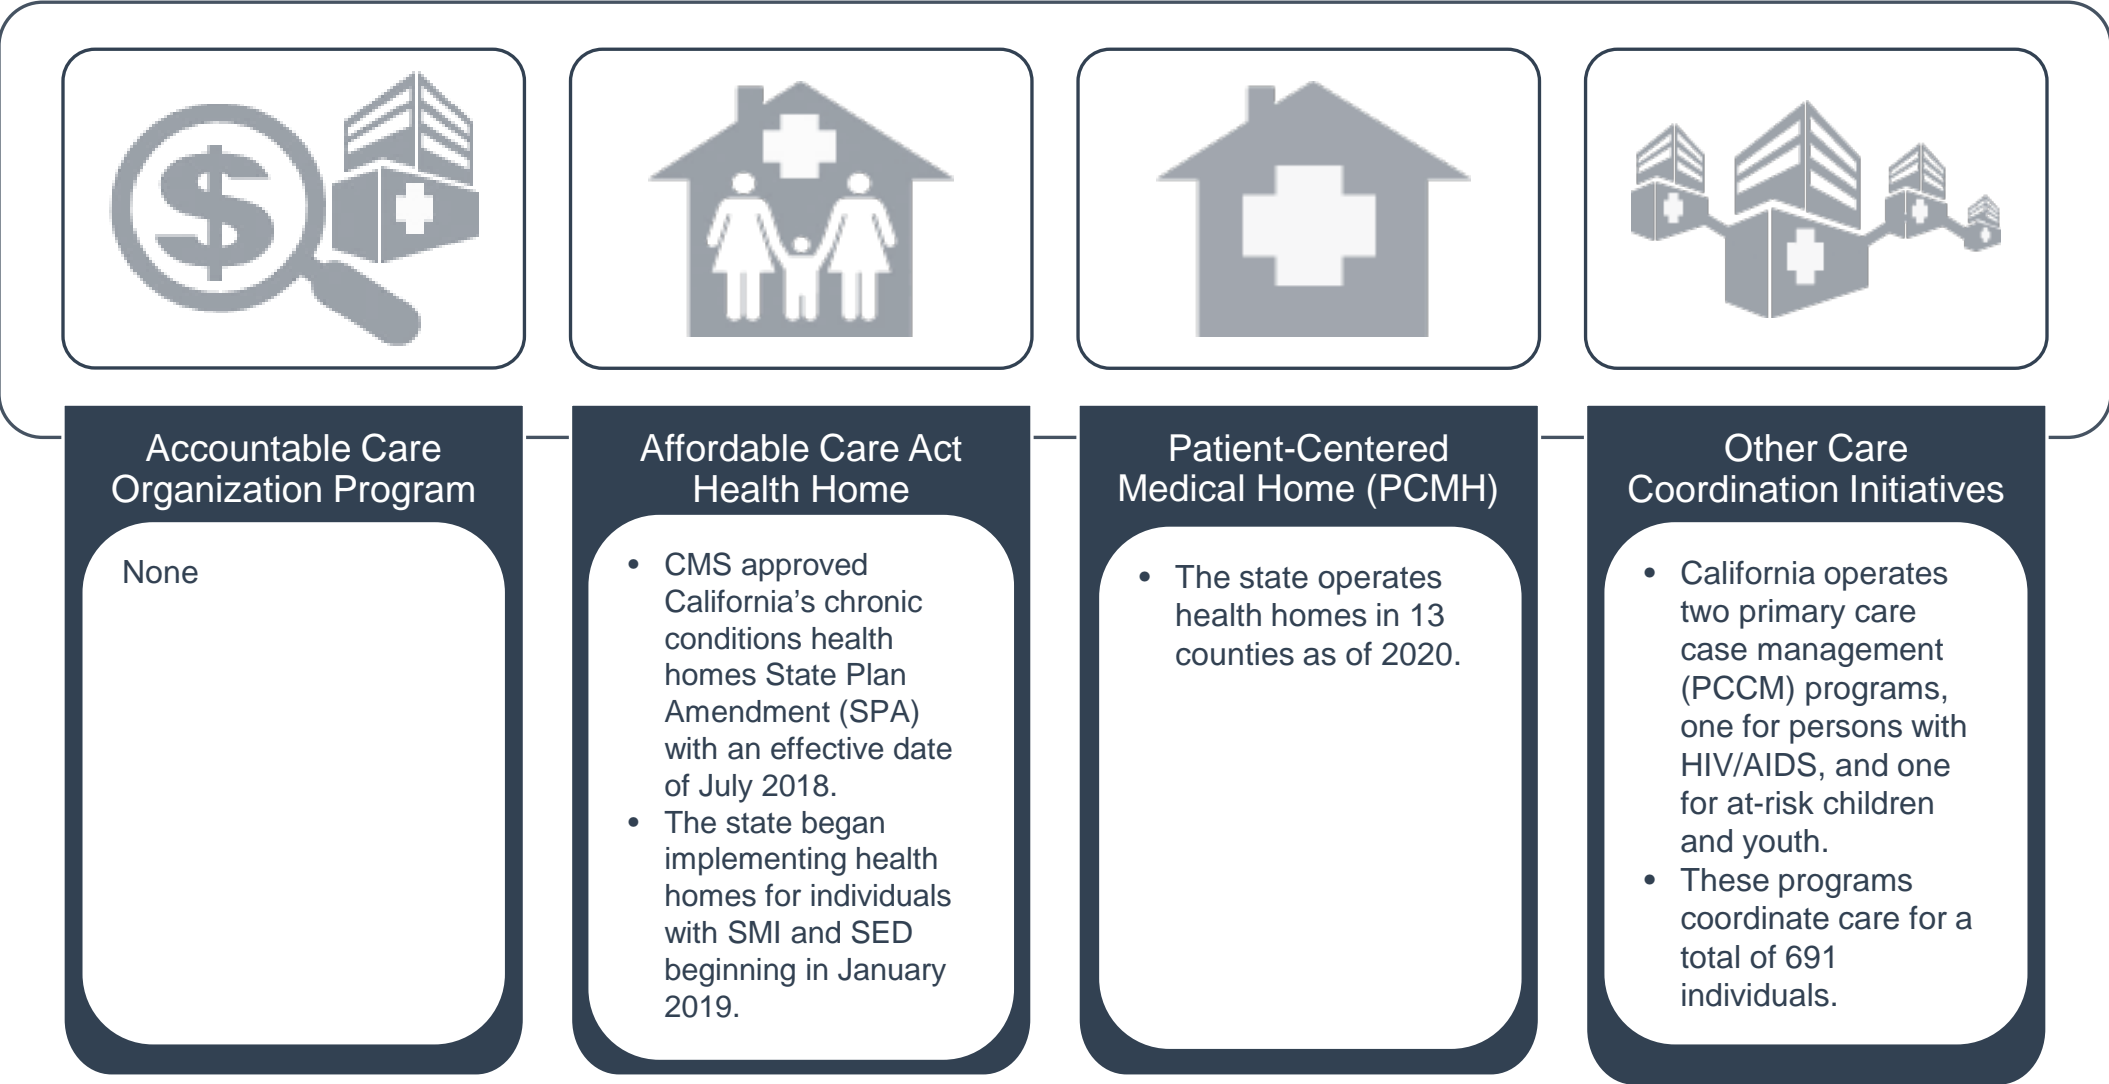 Accountable Care
Organization Program
None
Affordable Care Act
Health Home
• CMS approved
California’s chronic
conditions health
homes State Plan
Amendment (SPA)
with an effective date
of July 2018.
• The state began
implementing health
homes for individuals
with SMI and SED
beginning in January
2019.
Patient-Centered
Medical Home (PCMH)
• The state operates
health homes in 13
counties as of 2020.
Other Care
Coordination Initiatives
• California operates
two primary care
case management
(PCCM) programs,
one for persons with
HIV/AIDS, and one
for at-risk children
and youth.
• These programs
coordinate care for a
total of 691
individuals.